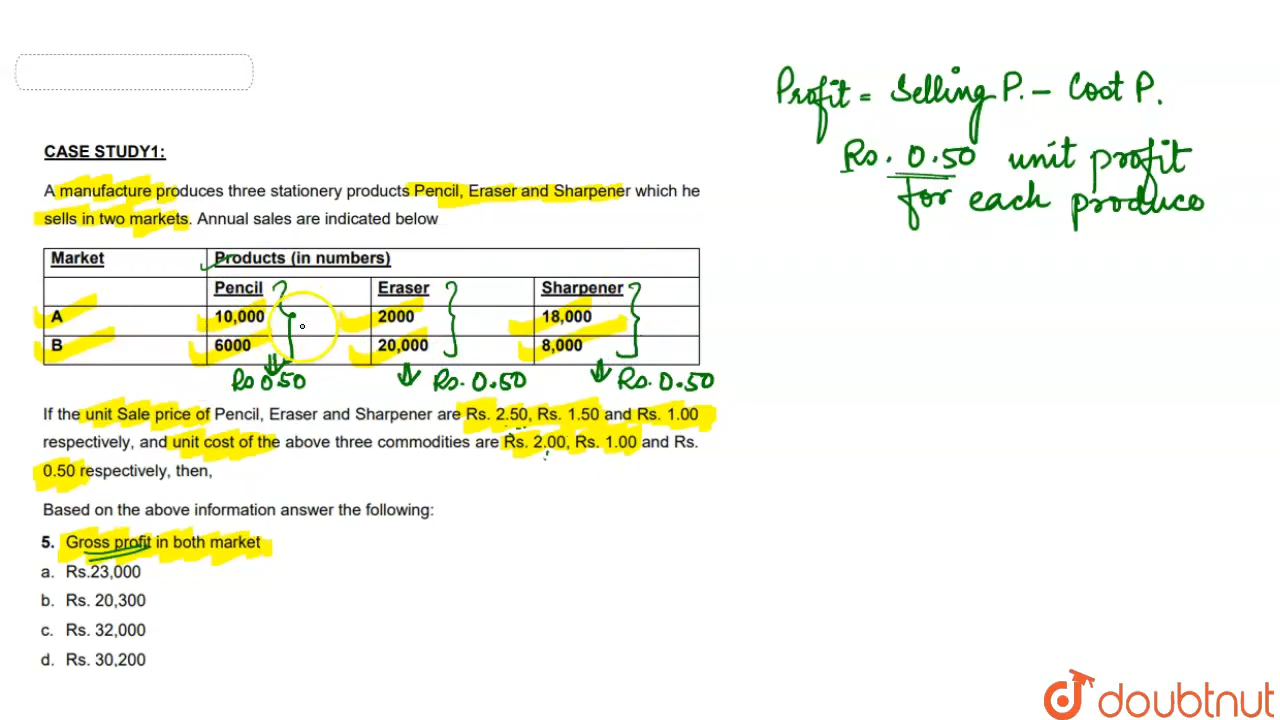 Profit = Selling P. - Cost P.
Rs. 0.50 unit profit
for each produce
CASE STUDY1:
A manufacture produces three stationery products Pencil, Eraser and Sharpener which he
sells in two markets. Annual sales are indicated below
Market Products (in numbers)
Pencil Eraser Sharpener
A 10,000 2000 18,000
B 6000 20,000 8,000
Rs 0.50 Rs. 0.50 Rs. 0.50
If the unit Sale price of Pencil, Eraser and Sharpener are Rs. 2.50, Rs. 1.50 and Rs. 1.00
respectively, and unit cost of the above three commodities are Rs. 2.00, Rs. 1.00 and Rs.
0.50 respectively, then,
Based on the above information answer the following:
5. Gross profit in both market
a. Rs.23,000
b. Rs. 20,300
c. Rs. 32,000
d. Rs. 30,200
doubtnut